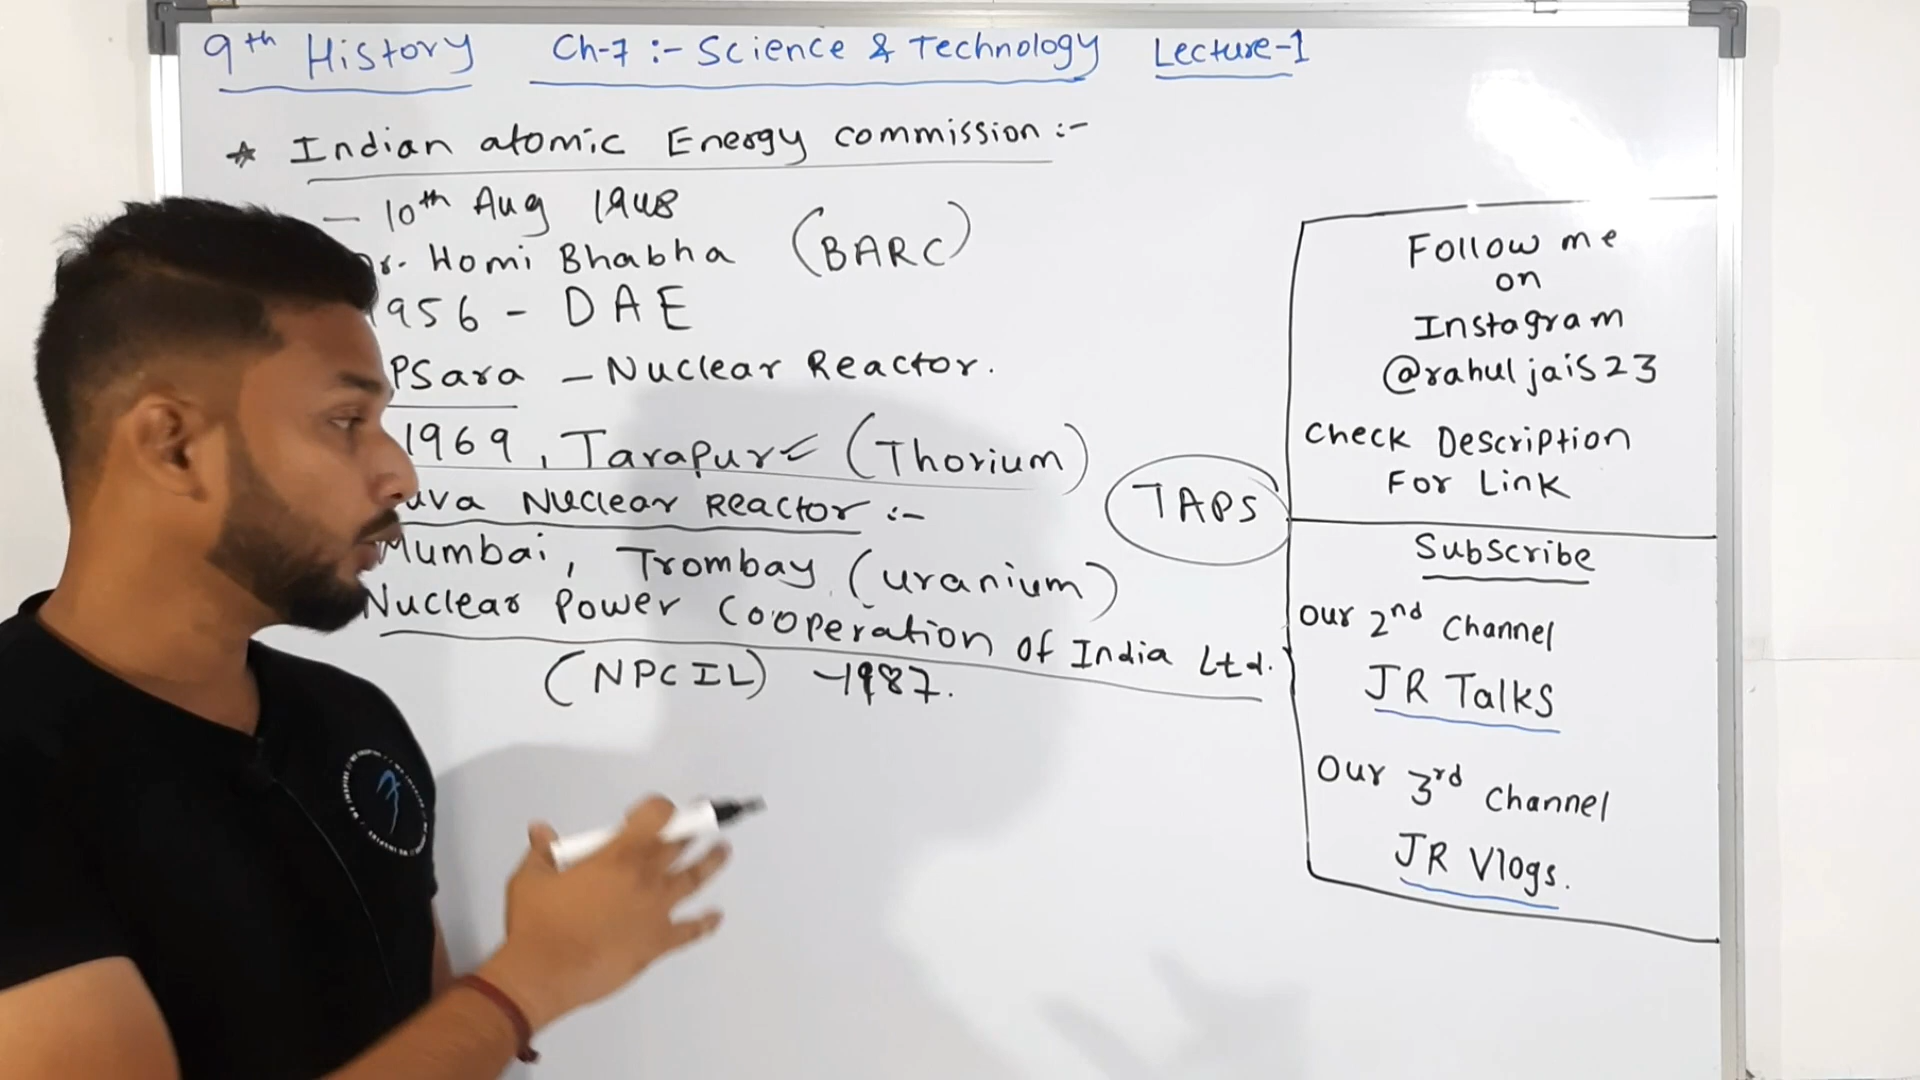 9th History Ch-7 :- Science & Technology Lecture-1
* Indian atomic Energy commission :-
- 10th Aug 1948
Dr. Homi Bhabha (BARC)
1956 - DAE
Psara - Nuclear Reactor.
1969, Tarapur (Thorium)
TAPS
uva Nuclear Reactor :-
Mumbai, Trombay (uranium)
Nuclear Power Cooperation of India Ltd.
(NPCIL) -1987.
Follow me
on
Instagram
@rahuljais23
Check Description
For Link
Subscribe
Our 2nd Channel
JR Talks
Our 3rd Channel
JR Vlogs.